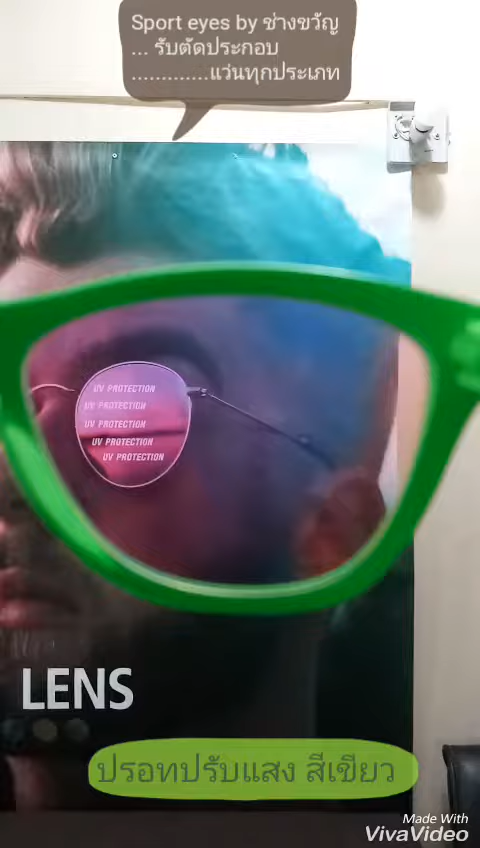 Sport eyes by ช่างขวัญ
... รับตัดประกอบ
.............แว่นทุกประเภท
UV PROTECTION
UV PROTECTION
UV PROTECTION
UV PROTECTION
UV PROTECTION
LENS
ปรอทปรับแสง สีเขียว
Made With
VivaVideo